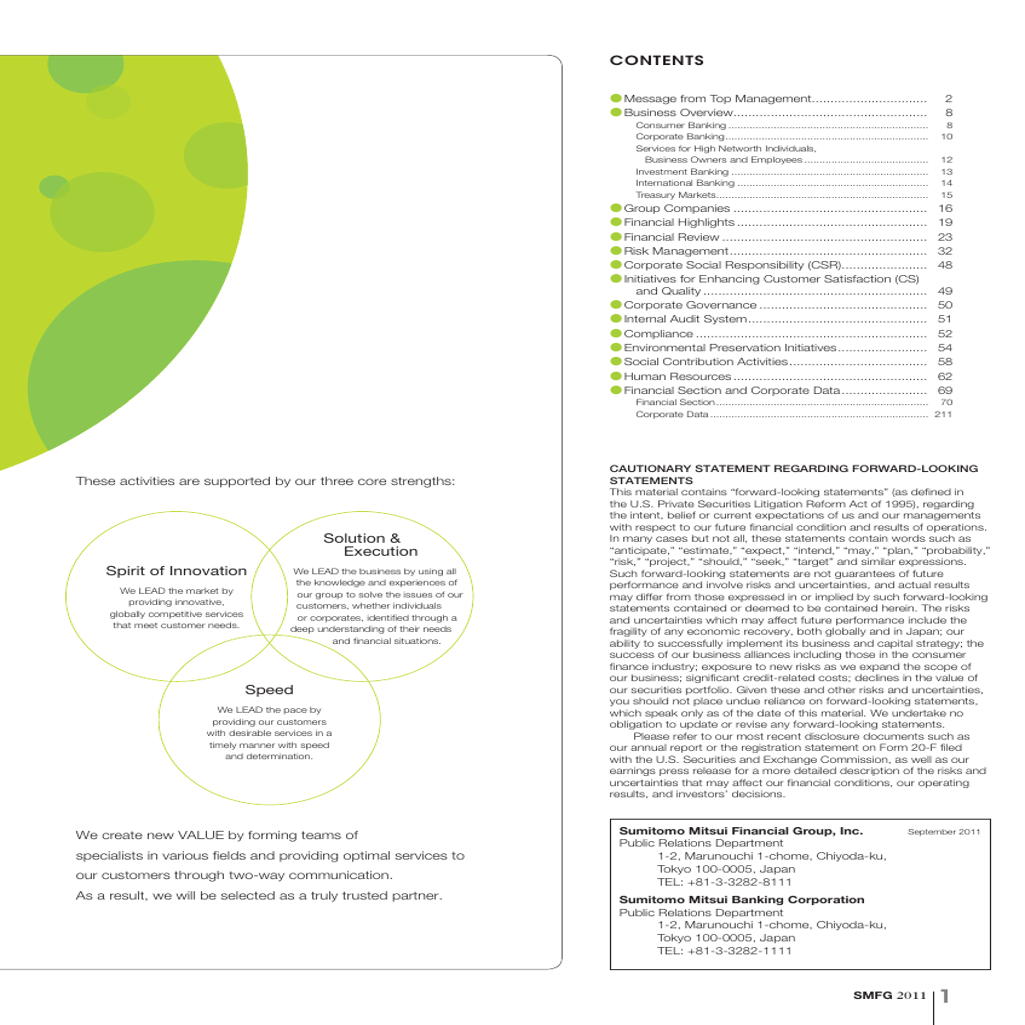 These activities are supported by our three core strengths:
Spirit of Innovation
We LEAD the market by
providing innovative,
globally competitive services
that meet customer needs.
Solution &
Execution
We LEAD the business by using all
the knowledge and experiences of
our group to solve the issues of our
customers, whether individuals
or corporates, identified through a
deep understanding of their needs
and financial situations.
Speed
We LEAD the pace by
providing our customers
with desirable services in a
timely manner with speed
and determination.
We create new VALUE by forming teams of
specialists in various fields and providing optimal services to
our customers through two-way communication.
As a result, we will be selected as a truly trusted partner.
CONTENTS
Message from Top Management............................... 2
Business Overview.................................................... 8
Consumer Banking................................................................... 8
Corporate Banking.................................................................... 10
Services for High Networth Individuals,
Business Owners and Employees......................................... 12
Investment Banking.................................................................. 13
International Banking................................................................ 14
Treasury Markets....................................................................... 15
Group Companies.................................................... 16
Financial Highlights................................................... 19
Financial Review....................................................... 23
Risk Management..................................................... 32
Corporate Social Responsibility (CSR)....................... 48
Initiatives for Enhancing Customer Satisfaction (CS)
and Quality............................................................ 49
Corporate Governance............................................. 50
Internal Audit System................................................ 51
Compliance.............................................................. 52
Environmental Preservation Initiatives........................ 54
Social Contribution Activities..................................... 58
Human Resources.................................................... 62
Financial Section and Corporate Data....................... 69
Financial Section....................................................................... 70
Corporate Data......................................................................... 211
CAUTIONARY STATEMENT REGARDING FORWARD-LOOKING
STATEMENTS
This material contains “forward-looking statements” (as defined in
the U.S. Private Securities Litigation Reform Act of 1995), regarding
the intent, belief or current expectations of us and our managements
with respect to our future financial condition and results of operations.
In many cases but not all, these statements contain words such as
“anticipate,” “estimate,” “expect,” “intend,” “may,” “plan,” “probability,”
“risk,” “project,” “should,” “seek,” “target” and similar expressions.
Such forward-looking statements are not guarantees of future
performance and involve risks and uncertainties, and actual results
may differ from those expressed in or implied by such forward-looking
statements contained or deemed to be contained herein. The risks
and uncertainties which may affect future performance include the
fragility of any economic recovery, both globally and in Japan; our
ability to successfully implement its business and capital strategy; the
success of our business alliances including those in the consumer
finance industry; exposure to new risks as we expand the scope of
our business; significant credit-related costs; declines in the value of
our securities portfolio. Given these and other risks and uncertainties,
you should not place undue reliance on forward-looking statements,
which speak only as of the date of this material. We undertake no
obligation to update or revise any forward-looking statements.
Please refer to our most recent disclosure documents such as
our annual report or the registration statement on Form 20-F filed
with the U.S. Securities and Exchange Commission, as well as our
earnings press release for a more detailed description of the risks and
uncertainties that may affect our financial conditions, our operating
results, and investors’ decisions.
Sumitomo Mitsui Financial Group, Inc. September 2011
Public Relations Department
1-2, Marunouchi 1-chome, Chiyoda-ku,
Tokyo 100-0005, Japan
TEL: +81-3-3282-8111
Sumitomo Mitsui Banking Corporation
Public Relations Department
1-2, Marunouchi 1-chome, Chiyoda-ku,
Tokyo 100-0005, Japan
TEL: +81-3-3282-1111
SMFG 2011 1